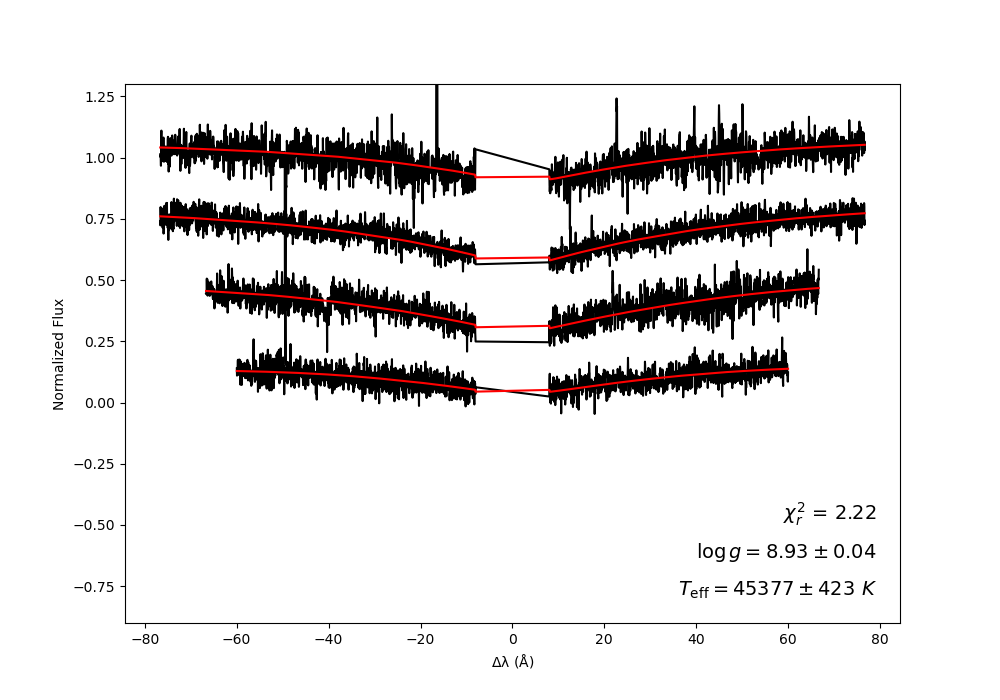 Normalized Flux
1.25
1.00
0.75
0.50
0.25
0.00
−0.25
−0.50
−0.75
χ²ᵣ = 2.22
log g = 8.93 ± 0.04
T_eff = 45377 ± 423 K
−80 −60 −40 −20 0 20 40 60 80
Δλ (Å)